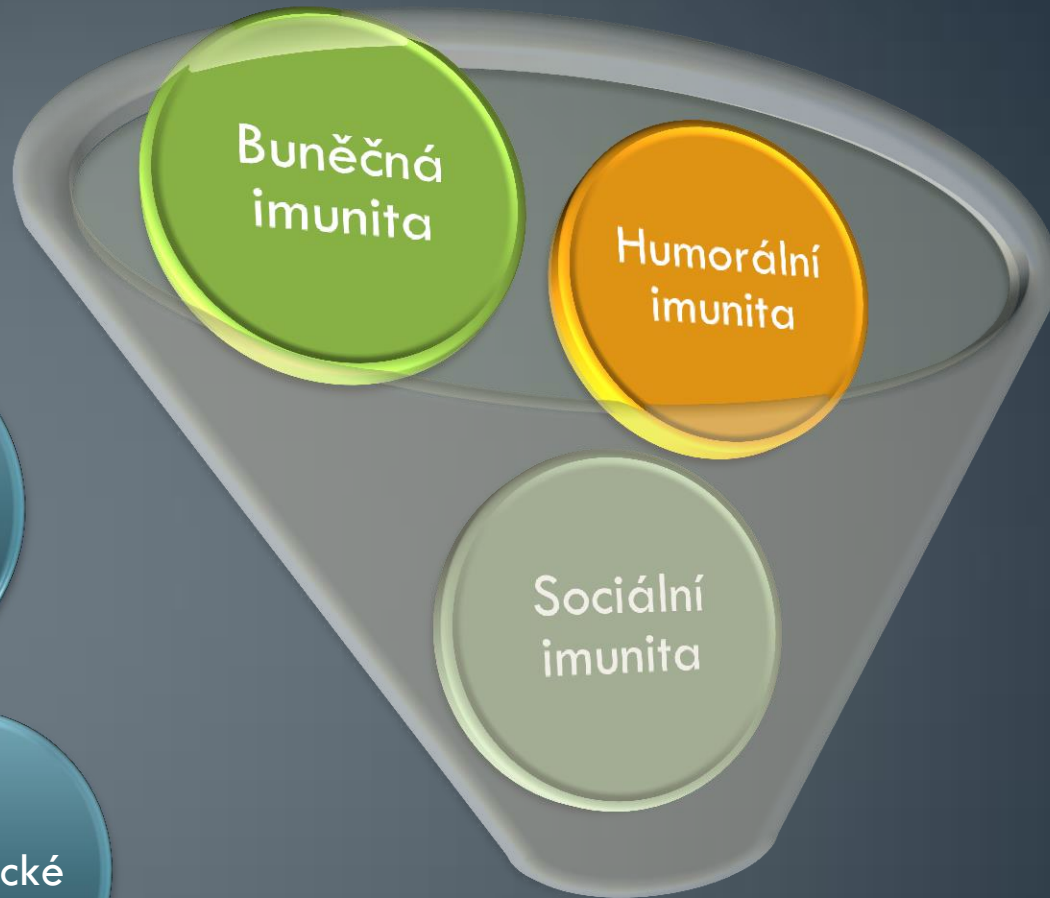 Buněčná
imunita
Humorální
imunita
Sociální
imunita
cké